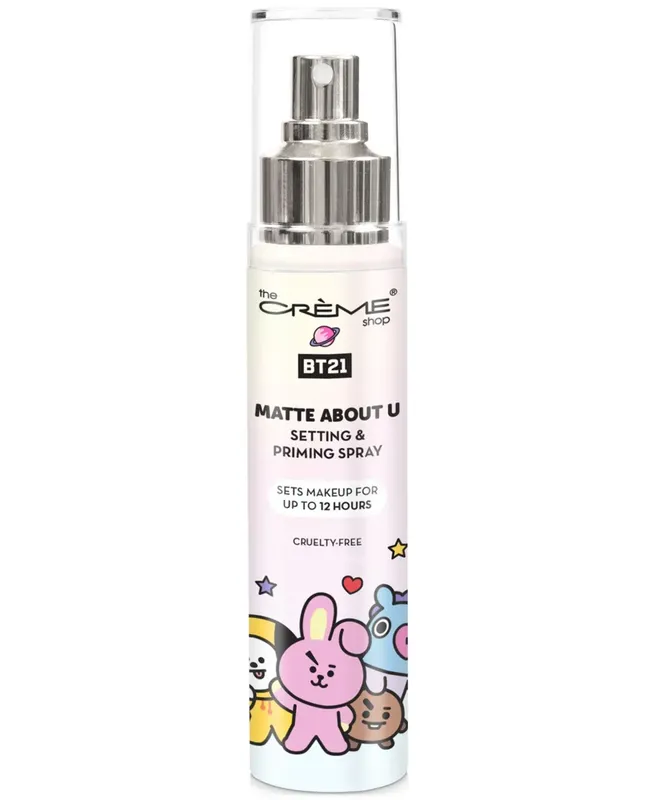 the
CRÈME®
shop
BT21
MATTE ABOUT U
SETTING &
PRIMING SPRAY
SETS MAKEUP FOR
UP TO 12 HOURS
CRUELTY-FREE